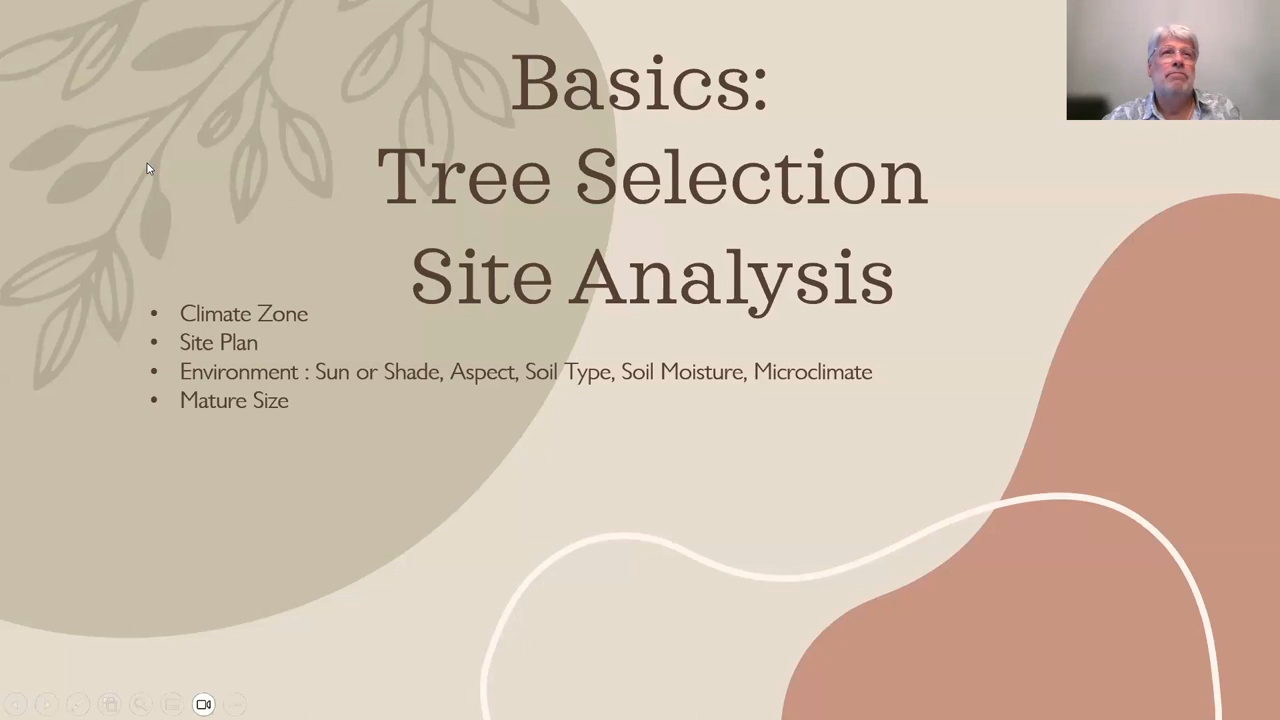 Basics:
Tree Selection
Site Analysis
• Climate Zone
• Site Plan
• Environment : Sun or Shade, Aspect, Soil Type, Soil Moisture, Microclimate
• Mature Size